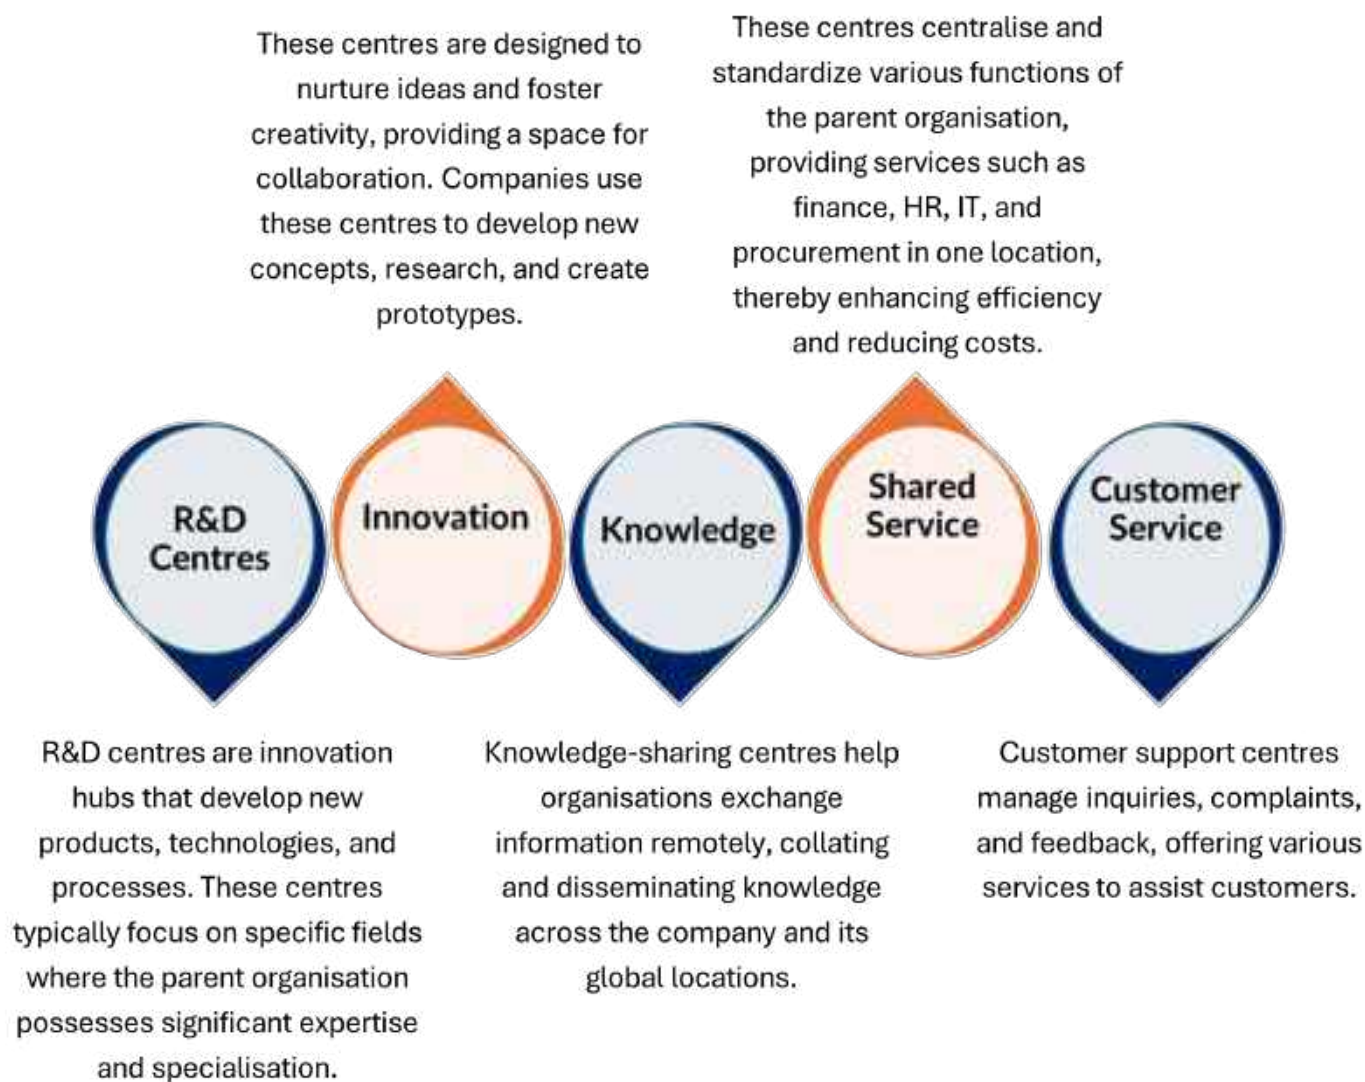 These centres are designed to
nurture ideas and foster
creativity, providing a space for
collaboration. Companies use
these centres to develop new
concepts, research, and create
prototypes.
These centres centralise and
standardize various functions of
the parent organisation,
providing services such as
finance, HR, IT, and
procurement in one location,
thereby enhancing efficiency
and reducing costs.
R&D
Centres
Innovation
Knowledge
Shared
Service
Customer
Service
R&D centres are innovation
hubs that develop new
products, technologies, and
processes. These centres
typically focus on specific fields
where the parent organisation
possesses significant expertise
and specialisation.
Knowledge-sharing centres help
organisations exchange
information remotely, collating
and disseminating knowledge
across the company and its
global locations.
Customer support centres
manage inquiries, complaints,
and feedback, offering various
services to assist customers.